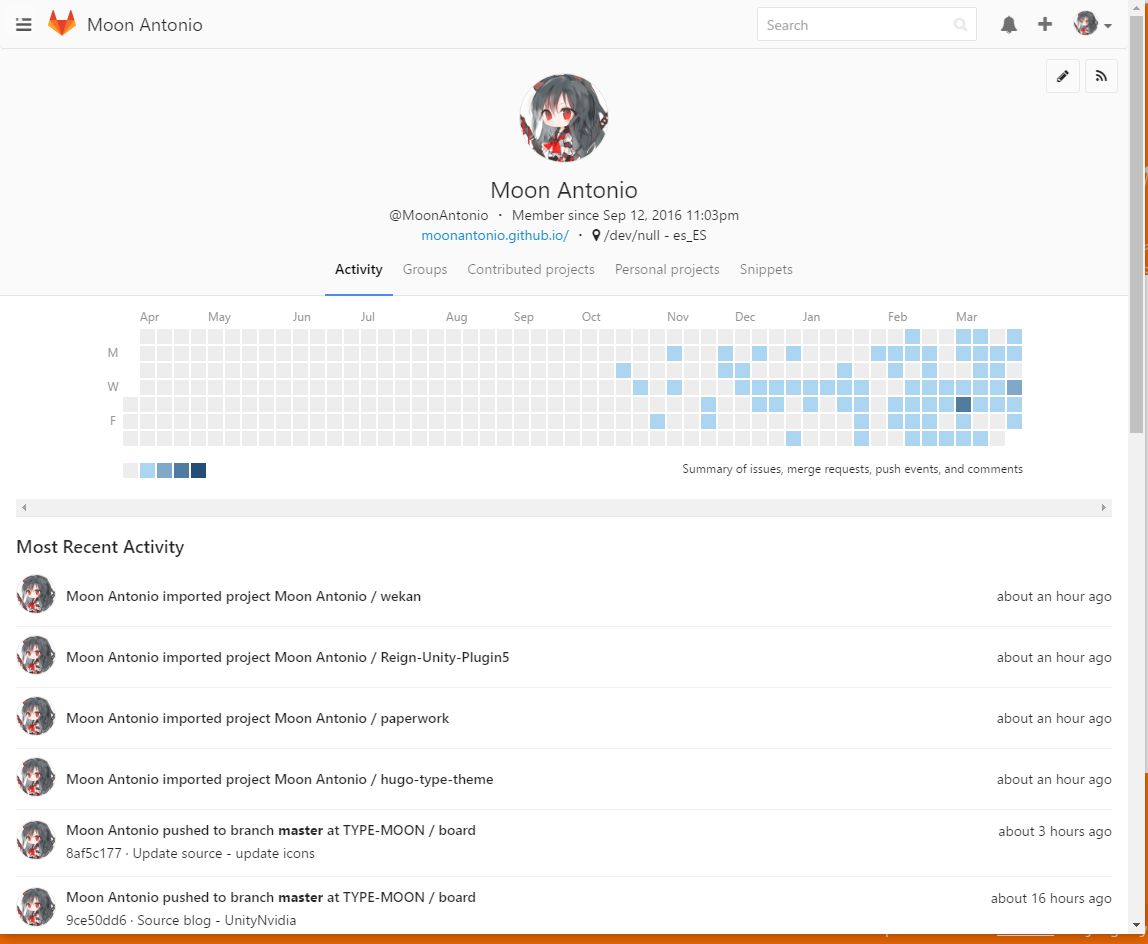 Moon Antonio
Search
Moon Antonio
@MoonAntonio · Member since Sep 12, 2016 11:03pm
moonantonio.github.io/ · /dev/null - es_ES
Activity Groups Contributed projects Personal projects Snippets
Apr May Jun Jul Aug Sep Oct Nov Dec Jan Feb Mar
M
W
F
Summary of issues, merge requests, push events, and comments
Most Recent Activity
Moon Antonio imported project Moon Antonio / wekan about an hour ago
Moon Antonio imported project Moon Antonio / Reign-Unity-Plugin5 about an hour ago
Moon Antonio imported project Moon Antonio / paperwork about an hour ago
Moon Antonio imported project Moon Antonio / hugo-type-theme about an hour ago
Moon Antonio pushed to branch master at TYPE-MOON / board about 3 hours ago
8af5c177 · Update source - update icons
Moon Antonio pushed to branch master at TYPE-MOON / board about 16 hours ago
9ce50dd6 · Source blog - UnityNvidia